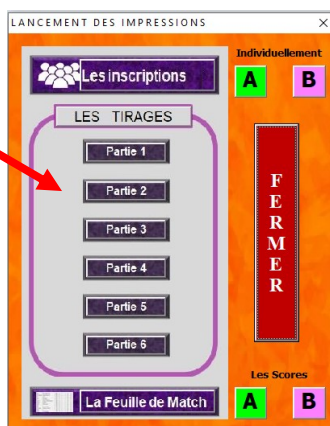 LANCEMENT DES IMPRESSIONS
Individuellement
Les inscriptions
A B
LES TIRAGES
Partie 1
Partie 2
Partie 3
Partie 4
Partie 5
Partie 6
FERMER
Les Scores
La Feuille de Match
A B